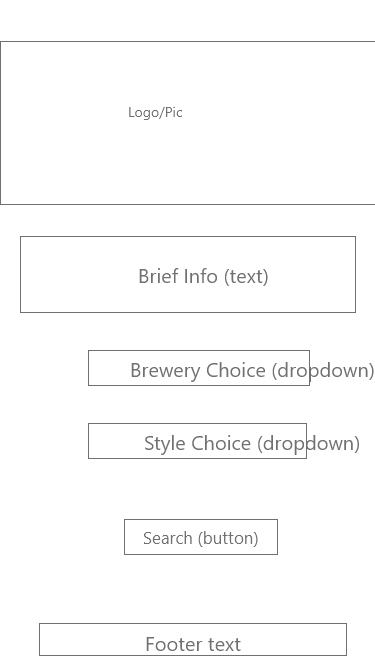 Logo/Pic
Brief Info (text)
Brewery Choice (dropdown)
Style Choice (dropdown)
Search (button)
Footer text